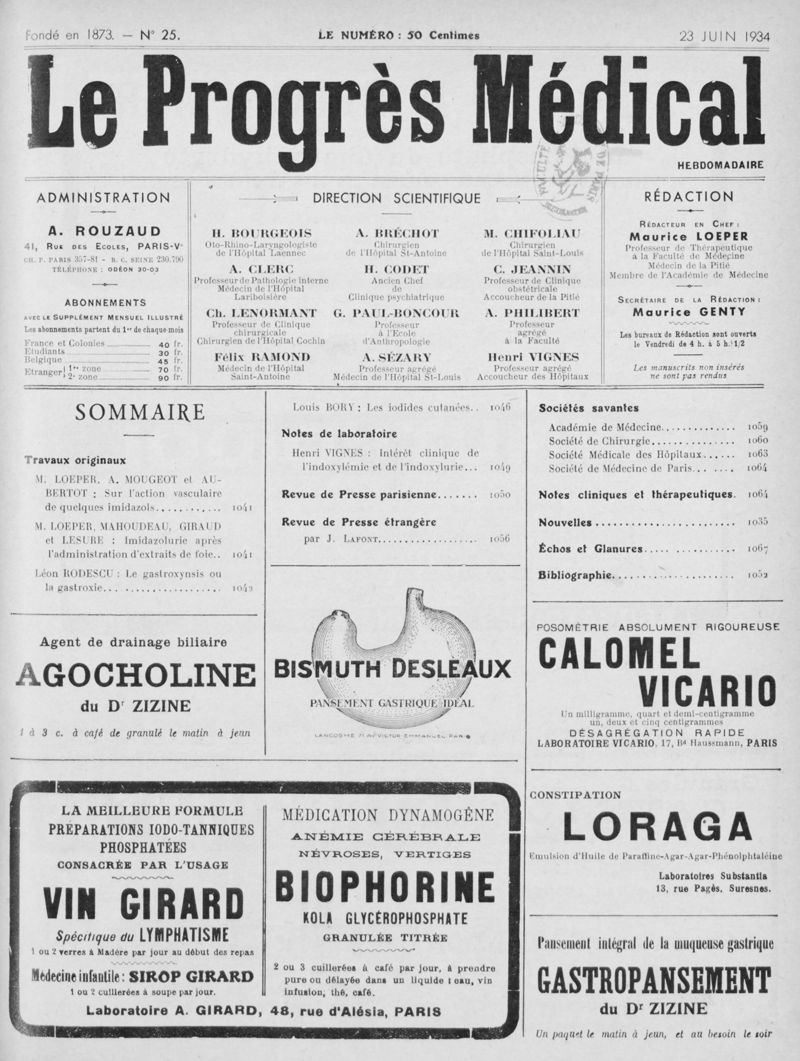 Fondé en 1873. — N° 25.
LE NUMÉRO : 50 Centimes
23 JUIN 1934
Le Progrès Médical
HEBDOMADAIRE
ADMINISTRATION
A. ROUZAUD
41, RUE DES ECOLES, PARIS-Ve
CH. P. PARIS 357-81 - R. C. SEINE 230.790
TÉLÉPHONE : ODÉON 30-03
ABONNEMENTS
AVEC LE SUPPLÉMENT MENSUEL ILLUSTRÉ
Les abonnements partent du 1er de chaque mois
France et Colonies 40 fr.
Etudiants 30 fr.
Belgique 45 fr.
Etranger 1re zone 70 fr.
2e zone 90 fr.
DIRECTION SCIENTIFIQUE
H. BOURGEOIS
Oto-Rhino-Laryngologiste
de l'Hôpital Laennec
A. CLERC
Professeur de Pathologie interne
Médecin de l'Hôpital
Lariboisière
Ch. LENORMANT
Professeur de Clinique
chirurgicale
Chirurgien de l'Hôpital Cochin
Félix RAMOND
Médecin de l'Hôpital
Saint-Antoine
A. BRÉCHOT
Chirurgien
de l'Hôpital St-Antoine
H. CODET
Ancien Chef
de
Clinique psychiatrique
G. PAUL-BONCOUR
Professeur
à l'Ecole
d'Anthropologie
A. SÉZARY
Professeur agrégé
Médecin de l'Hôpital St-Louis
M. CHIFOLIAU
Chirurgien
de l'Hôpital Saint-Louis
C. JEANNIN
Professeur de Clinique
obstétricale
Accoucheur de la Pitié
A. PHILIBERT
Professeur
agrégé
à la Faculté
Henri VIGNES
Professeur agrégé
Accoucheur des Hôpitaux
RÉDACTION
RÉDACTEUR EN CHEF :
Maurice LOEPER
Professeur de Thérapeutique
à la Faculté de Médecine
Médecin de la Pitié
Membre de l'Académie de Médecine
SECRÉTAIRE DE LA RÉDACTION :
Maurice GENTY
Les bureaux de Rédaction sont ouverts
le Vendredi de 4 h. à 5 h. 1/2
Les manuscrits non insérés
ne sont pas rendus
SOMMAIRE
Travaux originaux
M. LOEPER, A. MOUGEOT et AU-
BERTOT : Sur l'action vasculaire
de quelques imidazols........... 1041
M. LOEPER, MAHOUDEAU, GIRAUD
et LESURE : Imidazolurie après
l'administration d'extraits de foie.. 1041
Léon RODESCU : Le gastroxynsis ou
la gastroxie..................... 1042
Louis BORY : Les iodides cutanées.. 1046
Notes de laboratoire
Henri VIGNES : Intérêt clinique de
l'indoxylémie et de l'indoxylurie... 1049
Revue de Presse parisienne....... 1050
Revue de Presse étrangère
par J. LAFONT.................. 1056
Sociétés savantes
Académie de Médecine............. 1059
Société de Chirurgie............... 1060
Société Médicale des Hôpitaux...... 1063
Société de Médecine de Paris....... 1064
Notes cliniques et thérapeutiques. 1064
Nouvelles ........................ 1035
Échos et Glanures................ 1067
Bibliographie..................... 1052
Agent de drainage biliaire
AGOCHOLINE
du Dr ZIZINE
1 à 3 c. à café de granulé le matin à jeun
BISMUTH DESLEAUX
PANSEMENT GASTRIQUE IDÉAL
LANCOSME 71 AV. VICTOR EMMANUEL PARIS
POSOMÉTRIE ABSOLUMENT RIGOUREUSE
CALOMEL
VICARIO
Un milligramme, quart et demi-centigramme
un, deux et cinq centigrammes
DÉSAGRÉGATION RAPIDE
LABORATOIRE VICARIO, 17, Bd Haussmann, PARIS
CONSTIPATION
LORAGA
Emulsion d'Huile de Paraffine-Agar-Agar-Phénolphtaléine
Laboratoires Substantia
13, rue Pagès, Suresnes.
LA MEILLEURE FORMULE
PRÉPARATIONS IODO-TANNIQUES
PHOSPHATÉES
CONSACRÉE PAR L'USAGE
VIN GIRARD
Spécifique du LYMPHATISME
1 ou 2 verres à Madère par jour au début des repas
Médecine infantile : SIROP GIRARD
1 ou 2 cuillerées à soupe par jour.
MÉDICATION DYNAMOGÈNE
ANÉMIE CÉRÉBRALE
NÉVROSES, VERTIGES
BIOPHORINE
KOLA GLYCÉROPHOSPHATE
GRANULÉE TITRÉE
2 ou 3 cuillerées à café par jour, à prendre
pure ou délayée dans un liquide : eau, vin
infusion, thé, café.
Laboratoire A. GIRARD, 48, rue d'Alésia, PARIS
Pansement intégral de la muqueuse gastrique
GASTROPANSEMENT
du Dr ZIZINE
Un paquet le matin à jeun, et au besoin le soir